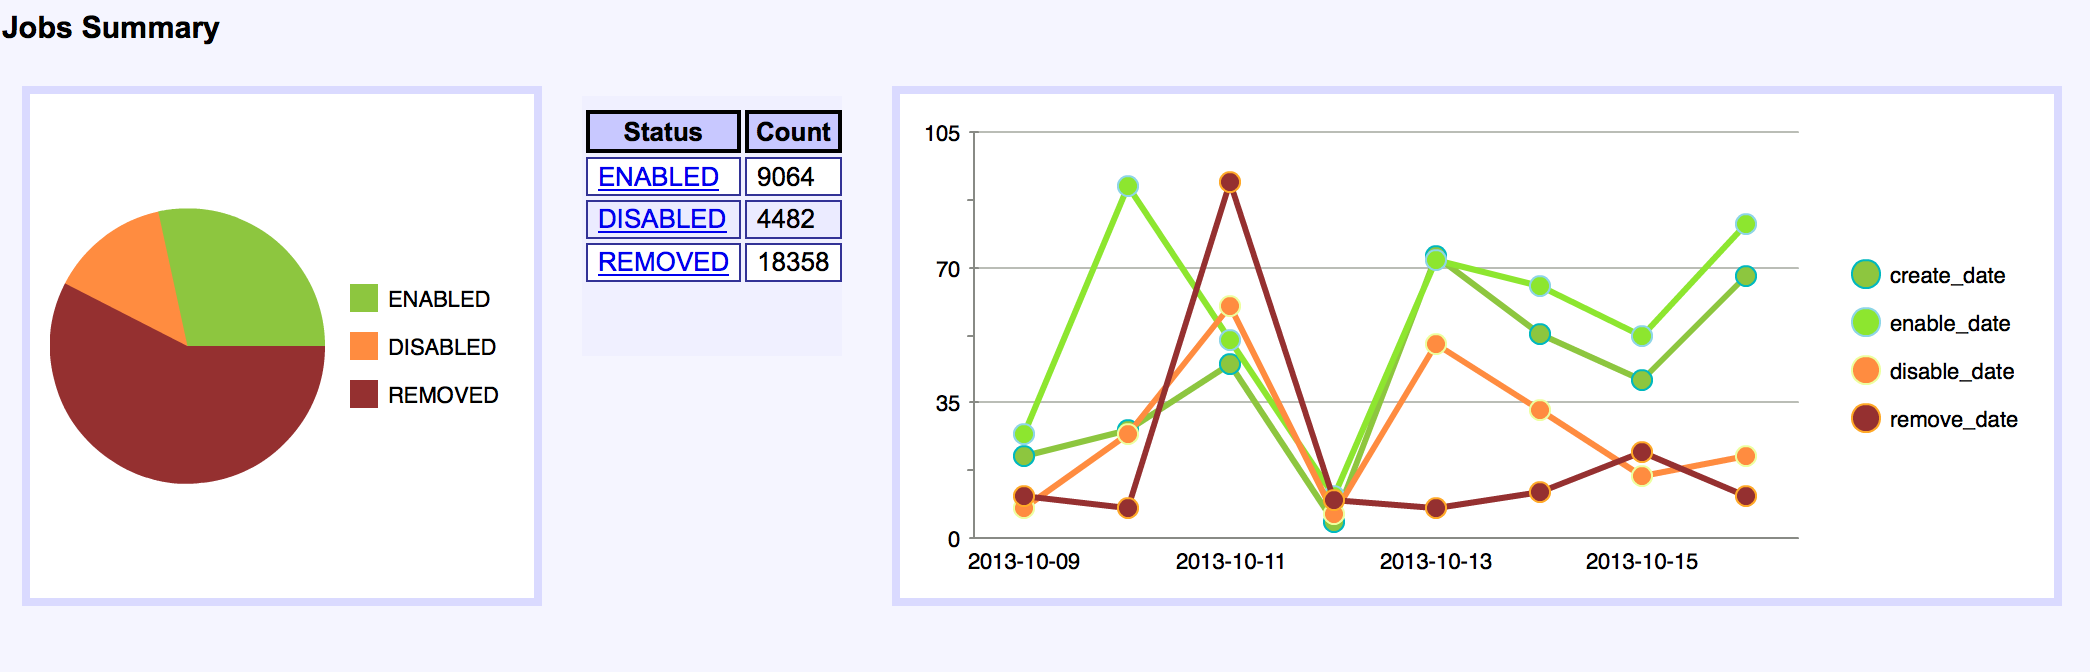 Jobs Summary
ENABLED
DISABLED
REMOVED
Status Count
ENABLED 9064
DISABLED 4482
REMOVED 18358
105
70
35
0
2013-10-09 2013-10-11 2013-10-13 2013-10-15
create_date
enable_date
disable_date
remove_date